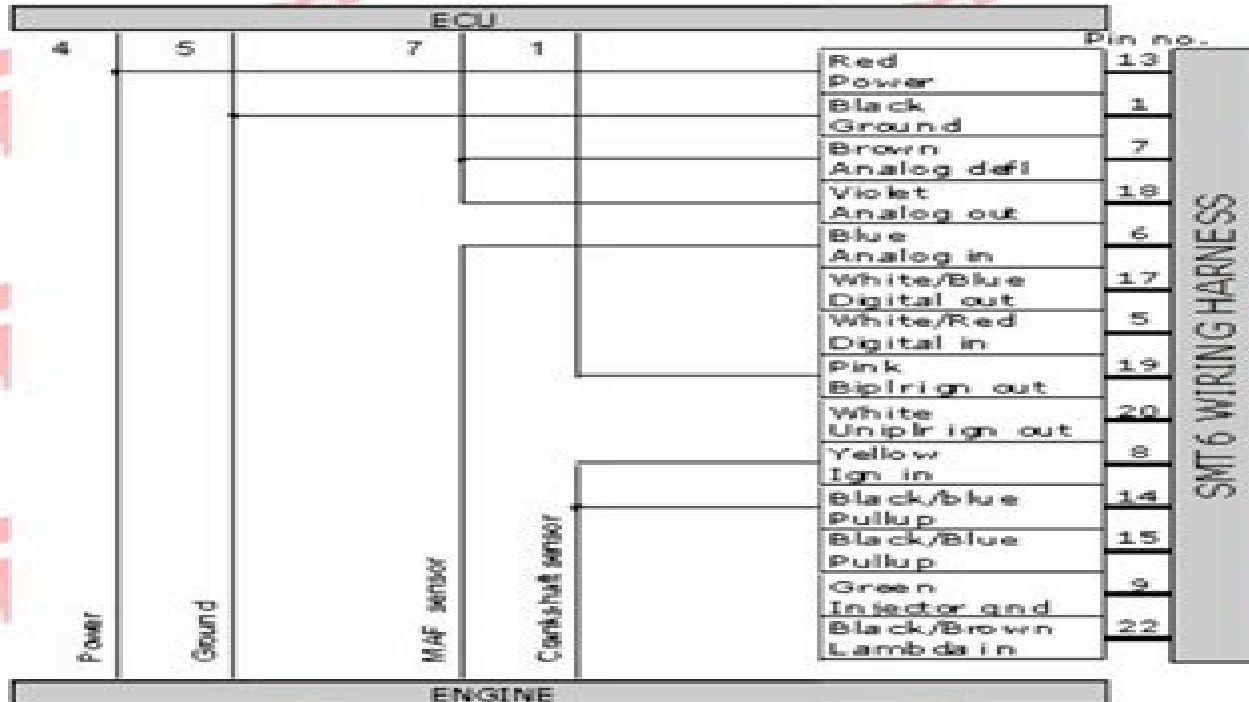 ECU
4 5 7 1
Pin no.
Red 13
Power
Black 1
Ground
Brown 7
Analog defl
Violet 18
Analog out
Blue 6
Analog in
White/Blue 17
Digital out
White/Red 5
Digital in
Pink 19
Biplrign out
White 20
Uniplr ign out
Yellow 8
Ign in
Black/blue 14
Pullup
Black/Blue 15
Pullup
Green 9
Injector gnd
Black/Brown 22
Lambda in
SMT6 WIRING HARNESS
Power
Ground
MAF sensor
Crankshaft sensor
ENGINE